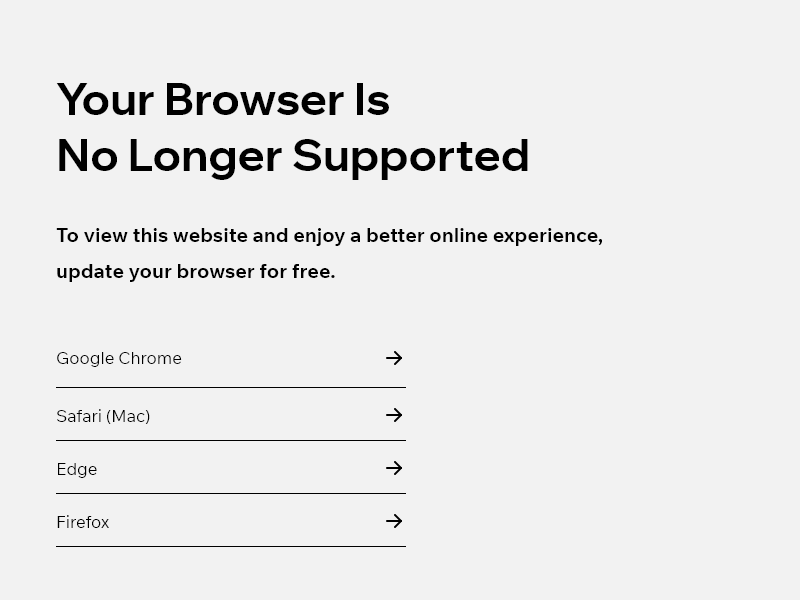 Your Browser Is
No Longer Supported
To view this website and enjoy a better online experience,
update your browser for free.
Google Chrome
Safari (Mac)
Edge
Firefox